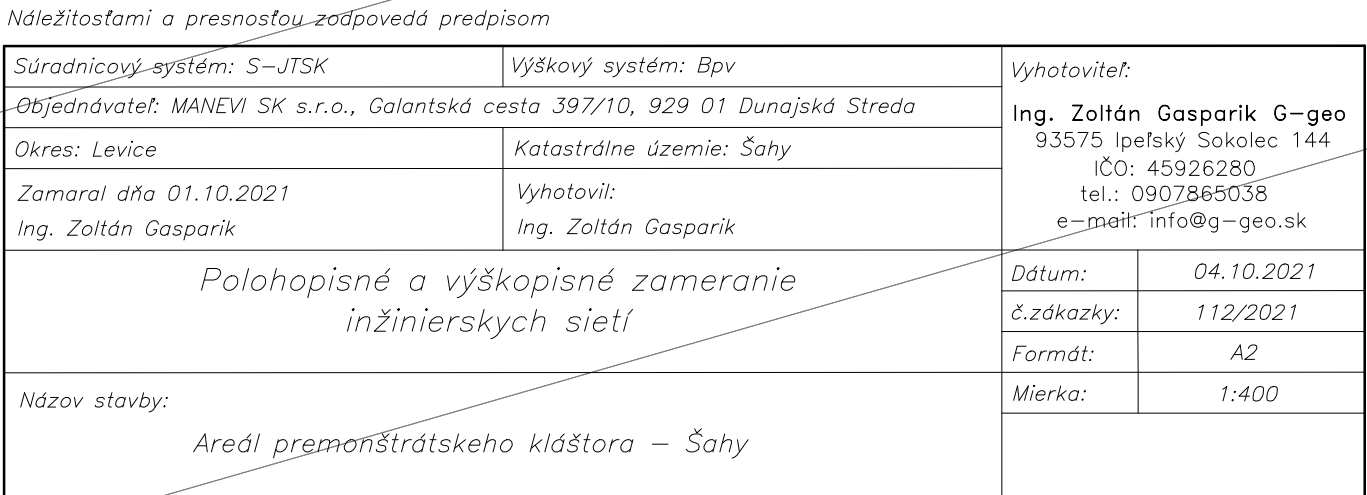 Náležitosťami a presnosťou zodpovedá predpisom
Súradnicový systém: S-JTSK
Výškový systém: Bpv
Objednávateľ: MANEVI SK s.r.o., Galantská cesta 397/10, 929 01 Dunajská Streda
Okres: Levice
Katastrálne územie: Šahy
Zamaral dňa 01.10.2021
Ing. Zoltán Gasparik
Vyhotovil:
Ing. Zoltán Gasparik
Vyhotoviteľ:
Ing. Zoltán Gasparik G-geo
93575 Ipeľský Sokolec 144
IČO: 45926280
tel.: 0907865038
e-mail: info@g-geo.sk
Polohopisné a výškopisné zameranie
inžinierskych sietí
Dátum: 04.10.2021
č.zákazky: 112/2021
Formát: A2
Mierka: 1:400
Názov stavby:
Areál premonštrátskeho kláštora - Šahy